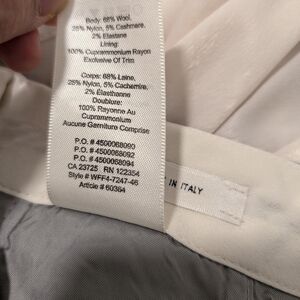 Body: 68% Wool,
25% Nylon, 5% Cashmere,
2% Elastane
Lining:
100% Cuprammonium Rayon
Exclusive Of Trim
Corps: 68% Laine,
25% Nylon, 5% Cachemire,
2% Élasthanne
Doublure:
100% Rayonne Au
Cuprammonium
Aucune Garniture Comprise
P.O. # 4500068090
P.O. # 4500068092
P.O. # 4500068094
CA 23725 RN 122354
Style # WFF4-7247-46
Article # 60364
IN ITALY